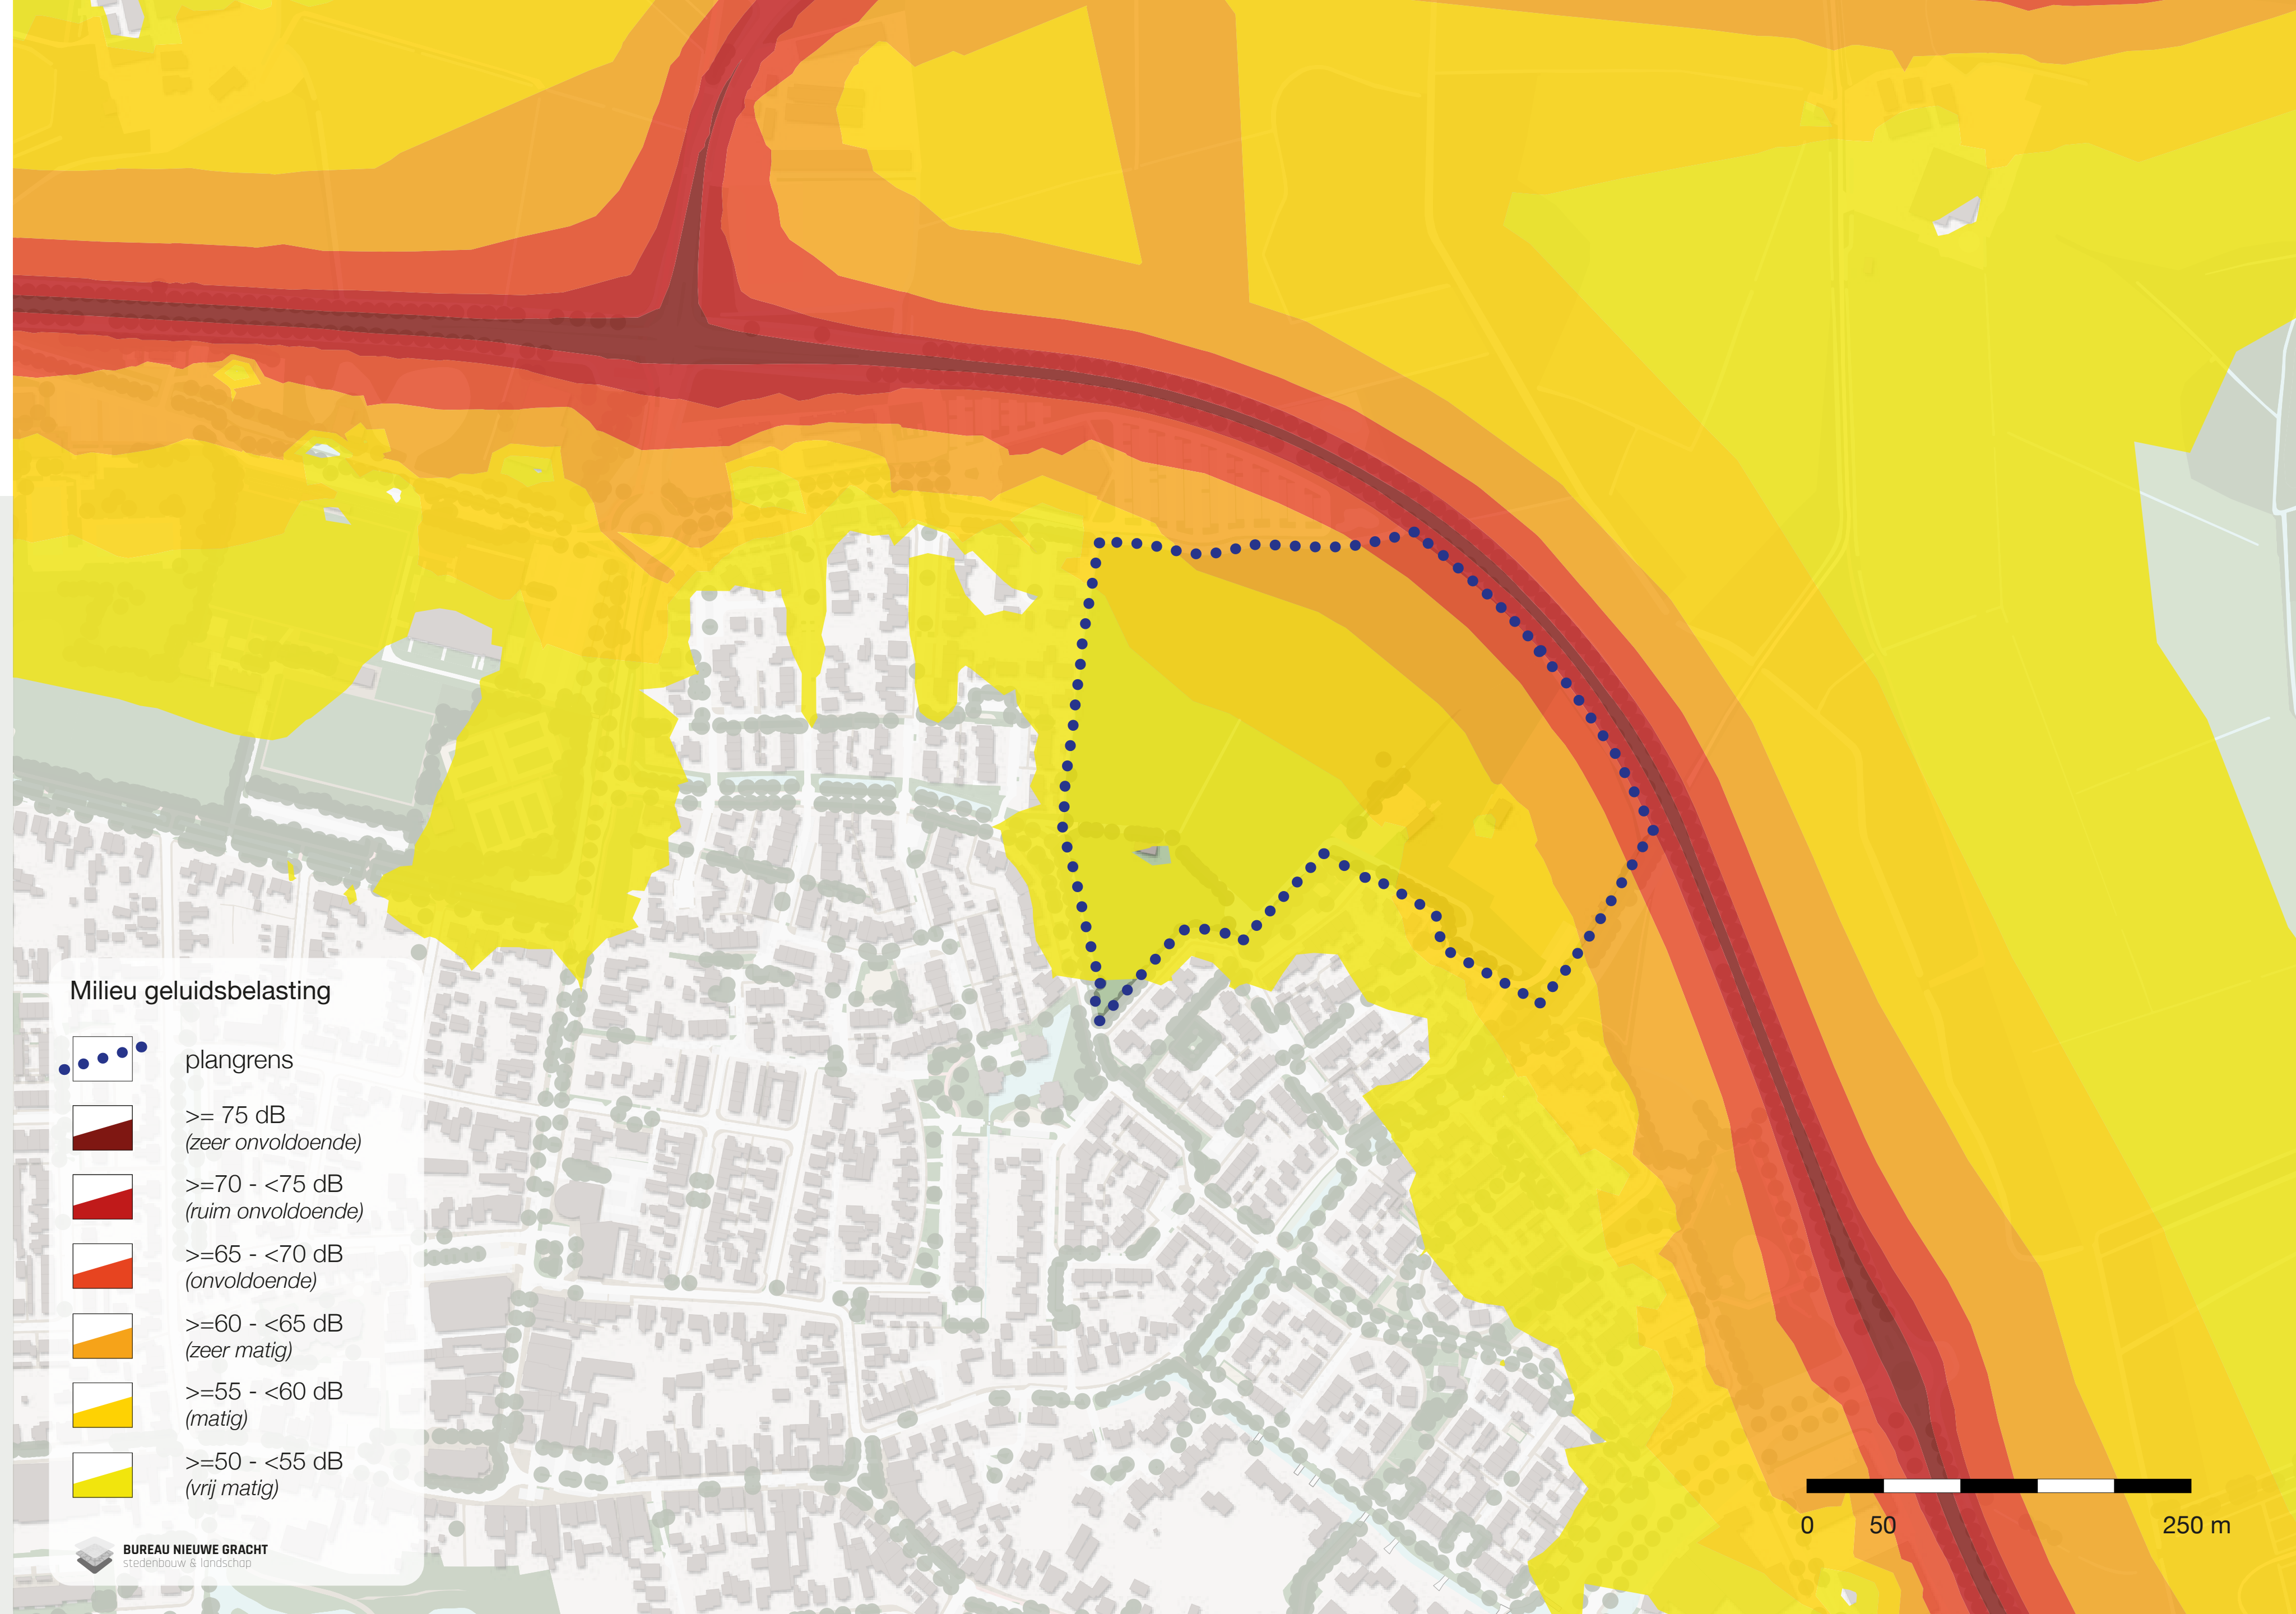 Milieu geluidsbelasting
plangrens
>= 75 dB
(zeer onvoldoende)
>=70 - <75 dB
(ruim onvoldoende)
>=65 - <70 dB
(onvoldoende)
>=60 - <65 dB
(zeer matig)
>=55 - <60 dB
(matig)
>=50 - <55 dB
(vrij matig)
BUREAU NIEUWE GRACHT
stedenbouw & landschap
0 50 250 m